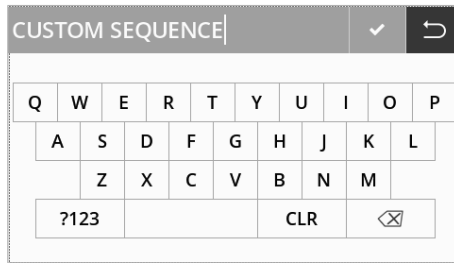 CUSTOM SEQUENCE
Q W E R T Y U I O P
A S D F G H J K L
Z X C V B N M
?123 CLR